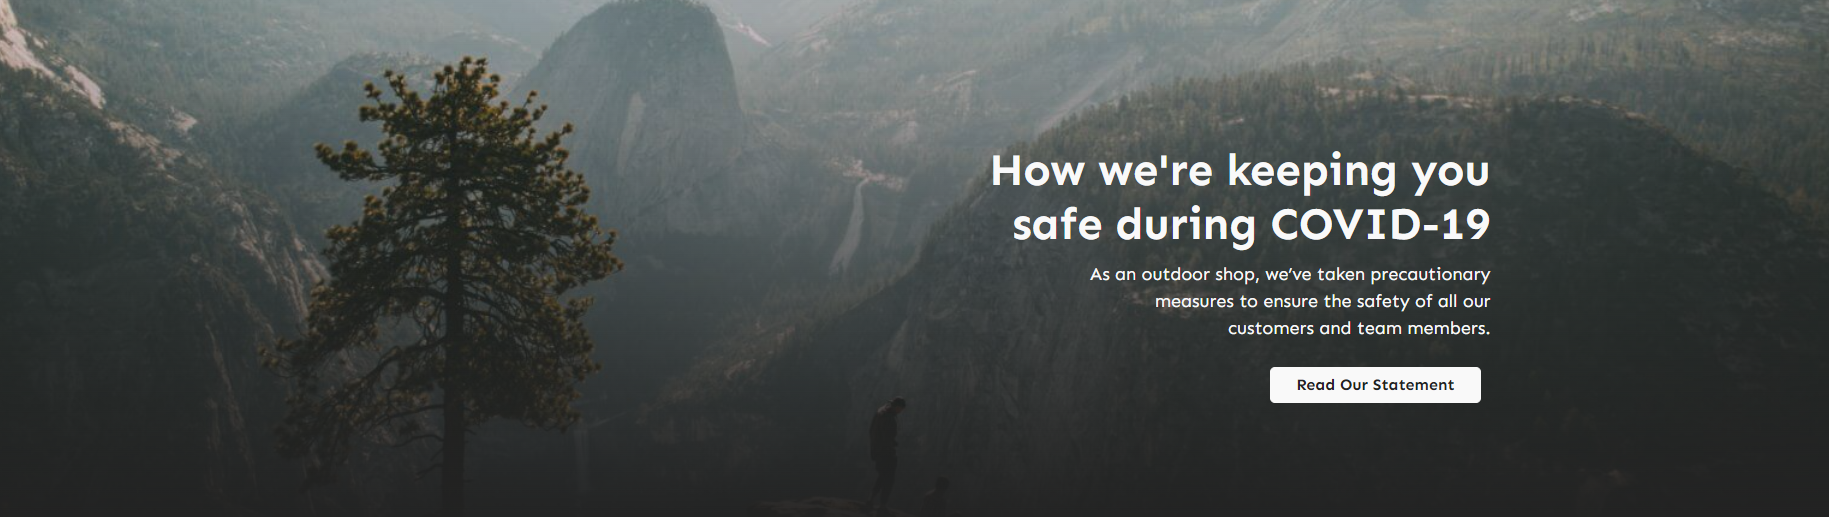 How we're keeping you
safe during COVID-19
As an outdoor shop, we’ve taken precautionary
measures to ensure the safety of all our
customers and team members.
Read Our Statement